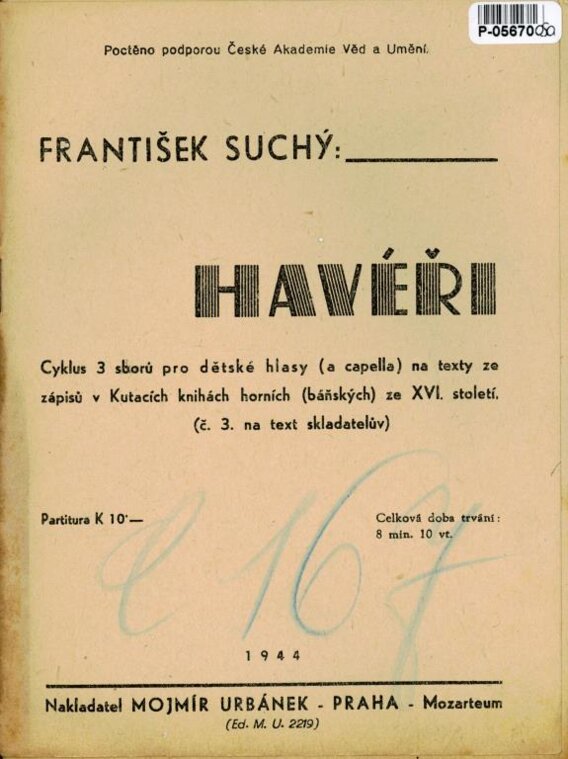 P-05670
Poctěno podporou České Akademie Věd a Umění.
FRANTIŠEK SUCHÝ:
HAVÉŘI
Cyklus 3 sborů pro dětské hlasy (a capella) na texty ze
zápisů v Kutacích knihách horních (báňských) ze XVI. století.
(č. 3. na text skladatelův)
Partitura K 10·—
Celková doba trvání:
8 min. 10 vt.
167
1944
Nakladatel MOJMÍR URBÁNEK - PRAHA - Mozarteum
(Ed. M. U. 2219)